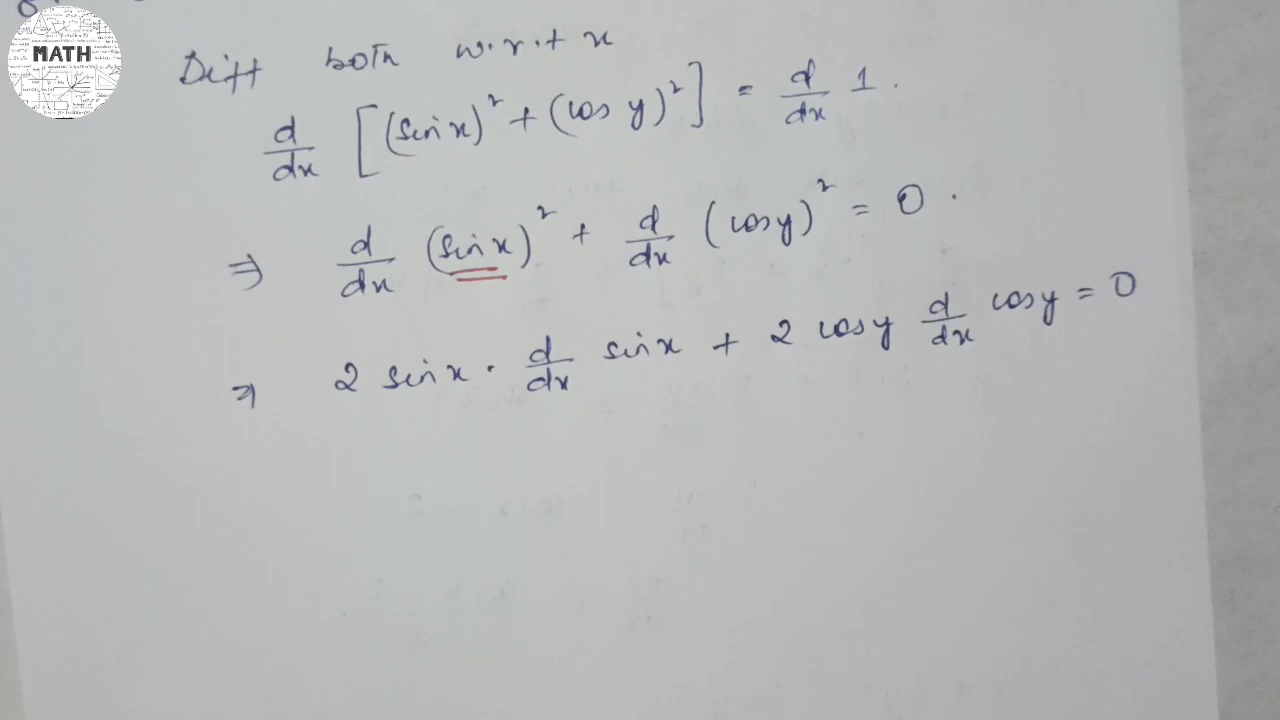 MATH
Diff both w.r.t x
d/dx [(sin x)² + (cos y)²] = d/dx 1.
⇒ d/dx (sin x)² + d/dx (cos y)² = 0.
⇒ 2 sin x · d/dx sin x + 2 cos y d/dx cos y = 0